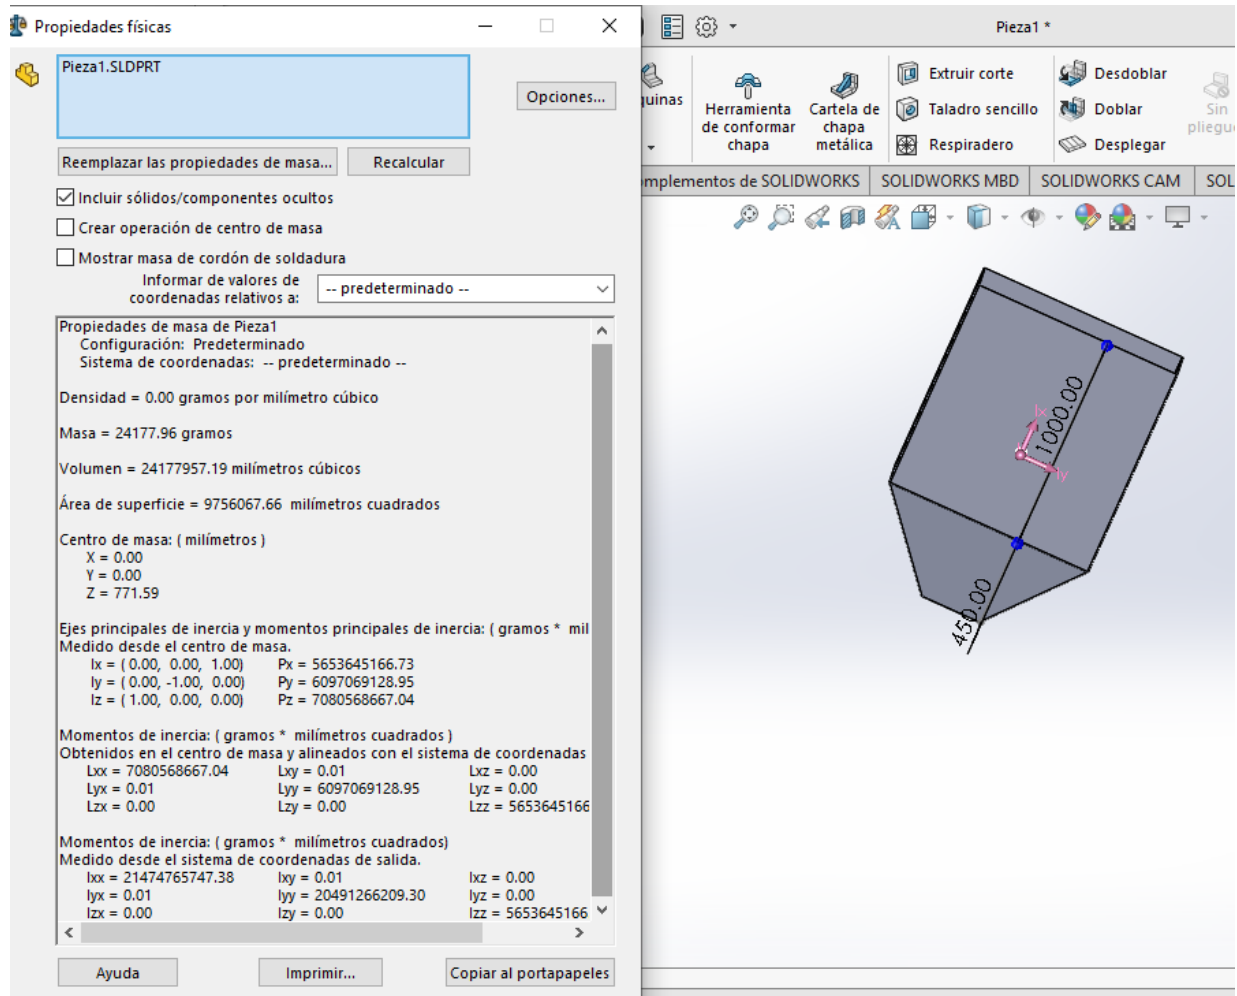 Propiedades físicas
Pieza1.SLDPRT
Opciones...
Reemplazar las propiedades de masa...
Recalcular
Incluir sólidos/componentes ocultos
Crear operación de centro de masa
Mostrar masa de cordón de soldadura
Informar de valores de
coordenadas relativos a:
-- predeterminado --
Propiedades de masa de Pieza1
Configuración: Predeterminado
Sistema de coordenadas: -- predeterminado --
Densidad = 0.00 gramos por milímetro cúbico
Masa = 24177.96 gramos
Volumen = 24177957.19 milímetros cúbicos
Área de superficie = 9756067.66 milímetros cuadrados
Centro de masa: ( milímetros )
X = 0.00
Y = 0.00
Z = 771.59
Ejes principales de inercia y momentos principales de inercia: ( gramos * mil
Medido desde el centro de masa.
Ix = ( 0.00, 0.00, 1.00) Px = 5653645166.73
Iy = ( 0.00, -1.00, 0.00) Py = 6097069128.95
Iz = ( 1.00, 0.00, 0.00) Pz = 7080568667.04
Momentos de inercia: ( gramos * milímetros cuadrados )
Obtenidos en el centro de masa y alineados con el sistema de coordenadas
Lxx = 7080568667.04 Lxy = 0.01 Lxz = 0.00
Lyx = 0.01 Lyy = 6097069128.95 Lyz = 0.00
Lzx = 0.00 Lzy = 0.00 Lzz = 5653645166
Momentos de inercia: ( gramos * milímetros cuadrados)
Medido desde el sistema de coordenadas de salida.
Ixx = 21474765747.38 Ixy = 0.01 Ixz = 0.00
Iyx = 0.01 Iyy = 20491266209.30 Iyz = 0.00
Izx = 0.00 Izy = 0.00 Izz = 5653645166
Ayuda
Imprimir...
Copiar al portapapeles
Pieza1 *
quinas
Herramienta
de conformar
chapa
Cartela de
chapa
metálica
Extruir corte
Taladro sencillo
Respiradero
Desdoblar
Doblar
Desplegar
Sin
pliegu
omplementos de SOLIDWORKS
SOLIDWORKS MBD
SOLIDWORKS CAM
SOL
1000.00
Ix
Iy
450.00